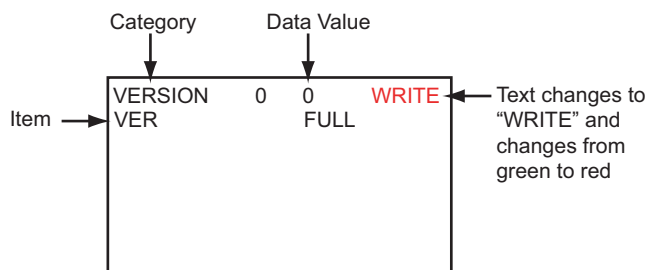 Category
Data Value
VERSION 0 0 WRITE
Item
VER FULL
Text changes to
“WRITE” and
changes from
green to red